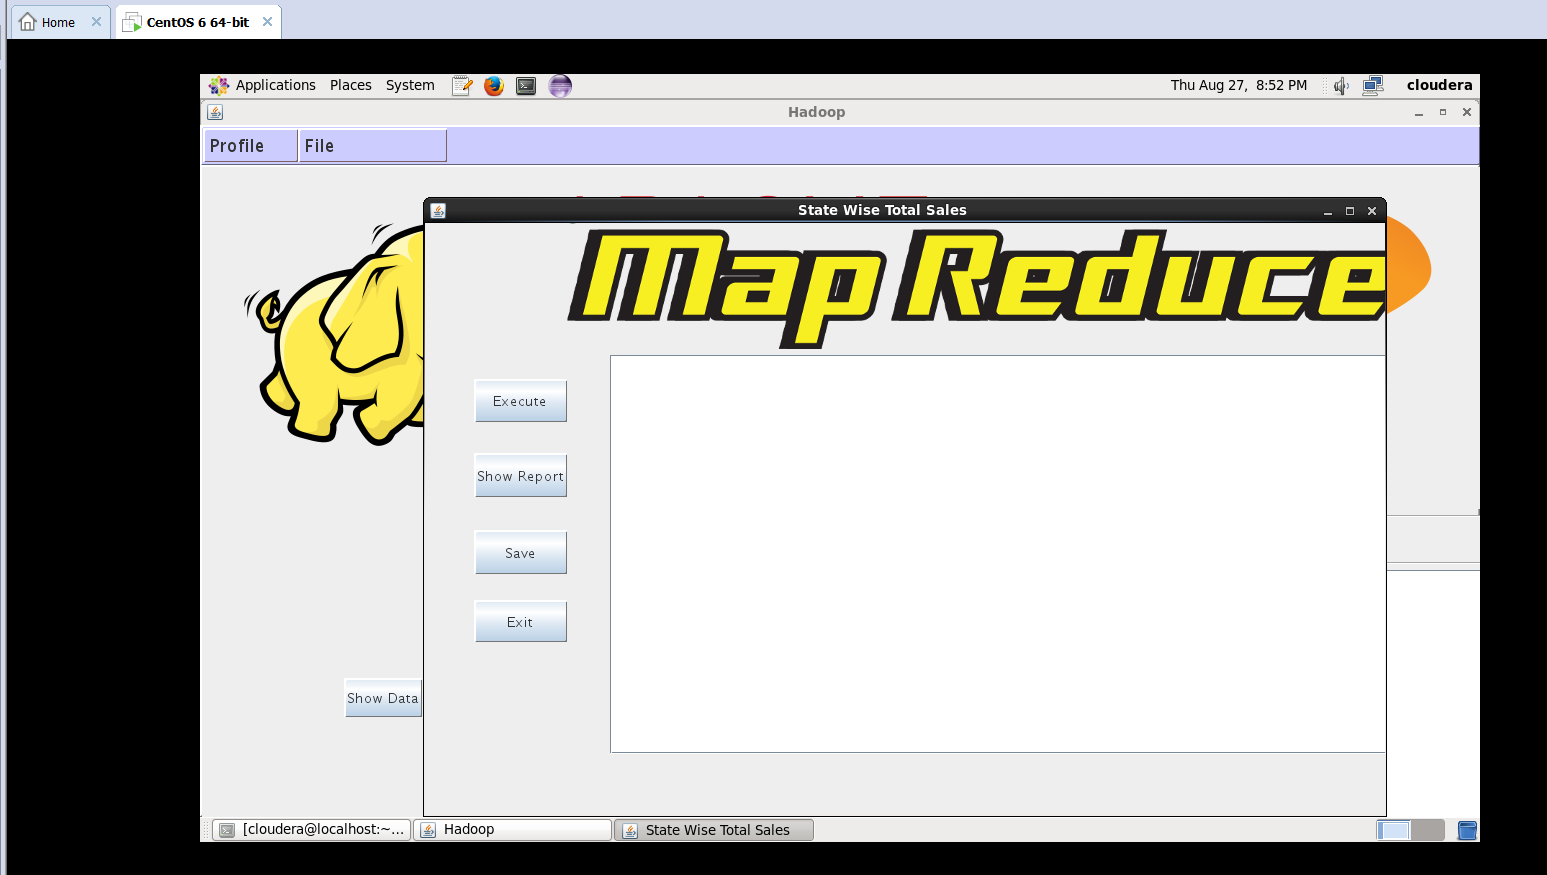 Home
CentOS 6 64-bit
Applications Places System
Thu Aug 27, 8:52 PM
cloudera
Hadoop
Profile
File
State Wise Total Sales
Map Reduce
Execute
Show Report
Save
Exit
Show Data
[cloudera@localhost:~...
Hadoop
State Wise Total Sales